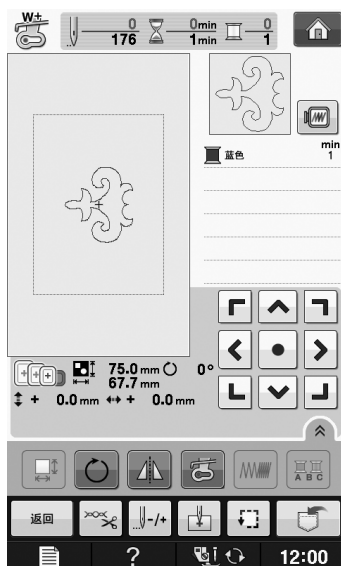 W+
0 0min 0
176 1min 1
min
蓝色 1
75.0 mm 0°
67.7 mm
+ 0.0 mm + 0.0 mm
A B C
返回 -/+
? 12:00